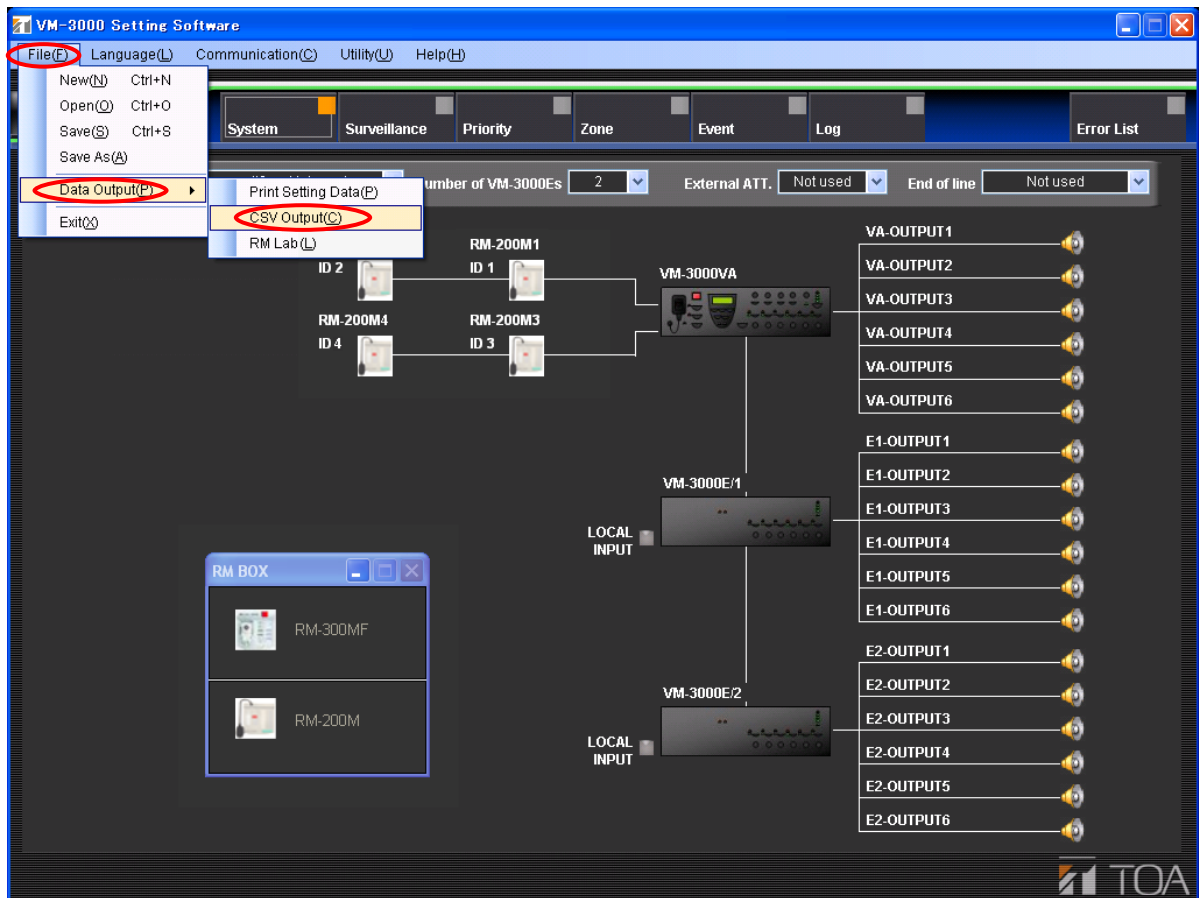 VM-3000 Setting Software
File(F) Language(L) Communication(C) Utility(U) Help(H)
New(N) Ctrl+N
Open(O) Ctrl+O
Save(S) Ctrl+S
Save As(A)
Data Output(P)
Exit(X)
Print Setting Data(P)
CSV Output(C)
RM Lab(L)
System Surveillance Priority Zone Event Log Error List
umber of VM-3000Es 2 External ATT. Not used End of line Not used
RM-200M1
ID 2 ID 1
RM-200M4 RM-200M3
ID 4 ID 3
VM-3000VA
VA-OUTPUT1
VA-OUTPUT2
VA-OUTPUT3
VA-OUTPUT4
VA-OUTPUT5
VA-OUTPUT6
VM-3000E/1
LOCAL
INPUT
E1-OUTPUT1
E1-OUTPUT2
E1-OUTPUT3
E1-OUTPUT4
E1-OUTPUT5
E1-OUTPUT6
RM BOX
RM-300MF
RM-200M
VM-3000E/2
LOCAL
INPUT
E2-OUTPUT1
E2-OUTPUT2
E2-OUTPUT3
E2-OUTPUT4
E2-OUTPUT5
E2-OUTPUT6
TOA